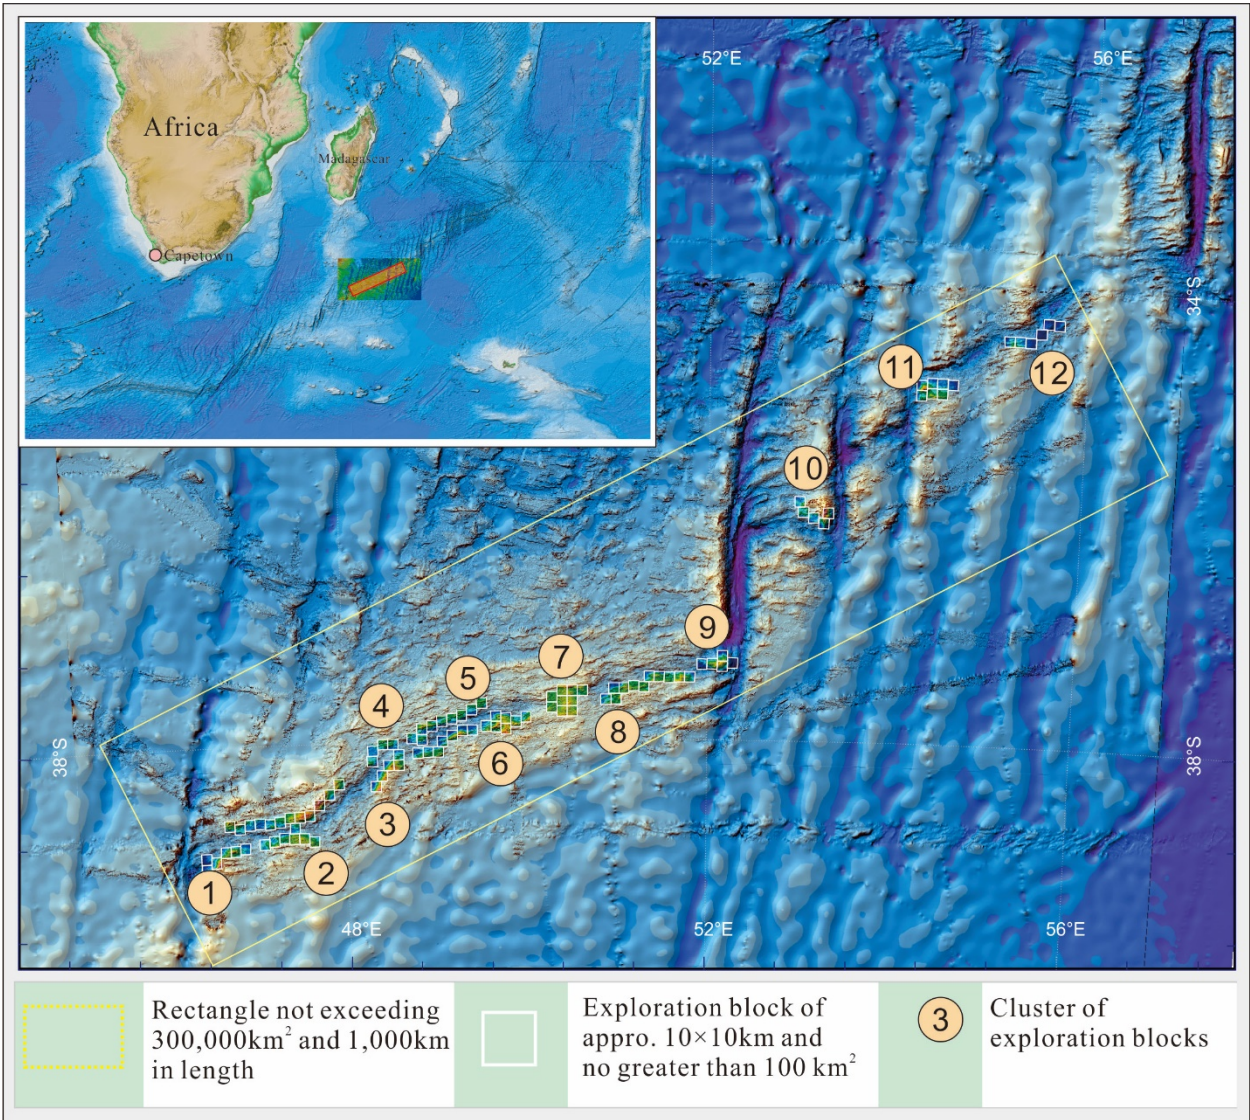 52°E
56°E
Africa
Madagascar
Capetown
34°S
11
12
10
9
7
5
4
8
6
38°S
38°S
3
2
1
48°E
52°E
56°E
Rectangle not exceeding
300,000km² and 1,000km
in length
Exploration block of
appro. 10×10km and
no greater than 100 km²
3
Cluster of
exploration blocks